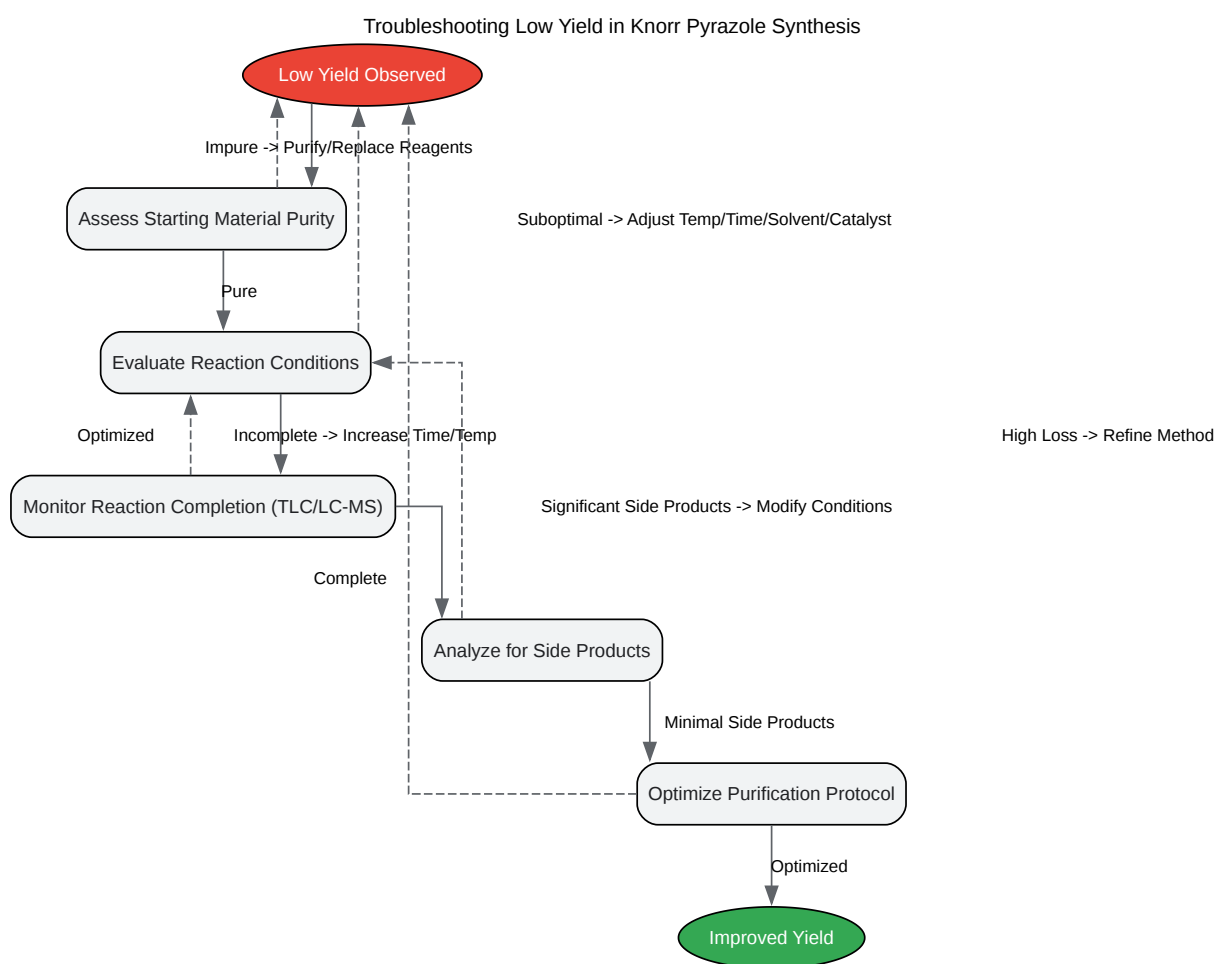 Troubleshooting Low Yield in Knorr Pyrazole Synthesis
Low Yield Observed
Impure -> Purify/Replace Reagents
Assess Starting Material Purity
Suboptimal -> Adjust Temp/Time/Solvent/Catalyst
Pure
Evaluate Reaction Conditions
Optimized
Incomplete -> Increase Time/Temp
High Loss -> Refine Method
Monitor Reaction Completion (TLC/LC-MS)
Significant Side Products -> Modify Conditions
Complete
Analyze for Side Products
Minimal Side Products
Optimize Purification Protocol
Optimized
Improved Yield